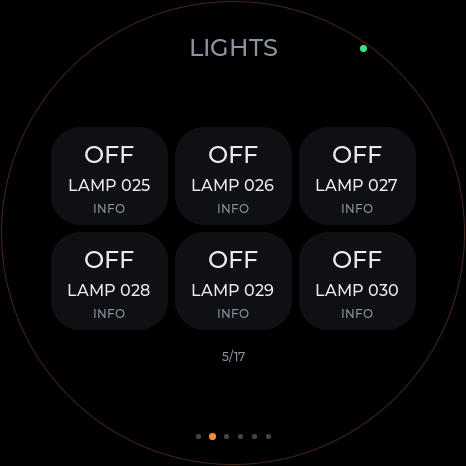 LIGHTS
OFF OFF OFF
LAMP 025 LAMP 026 LAMP 027
INFO INFO INFO
OFF OFF OFF
LAMP 028 LAMP 029 LAMP 030
INFO INFO INFO
5/17